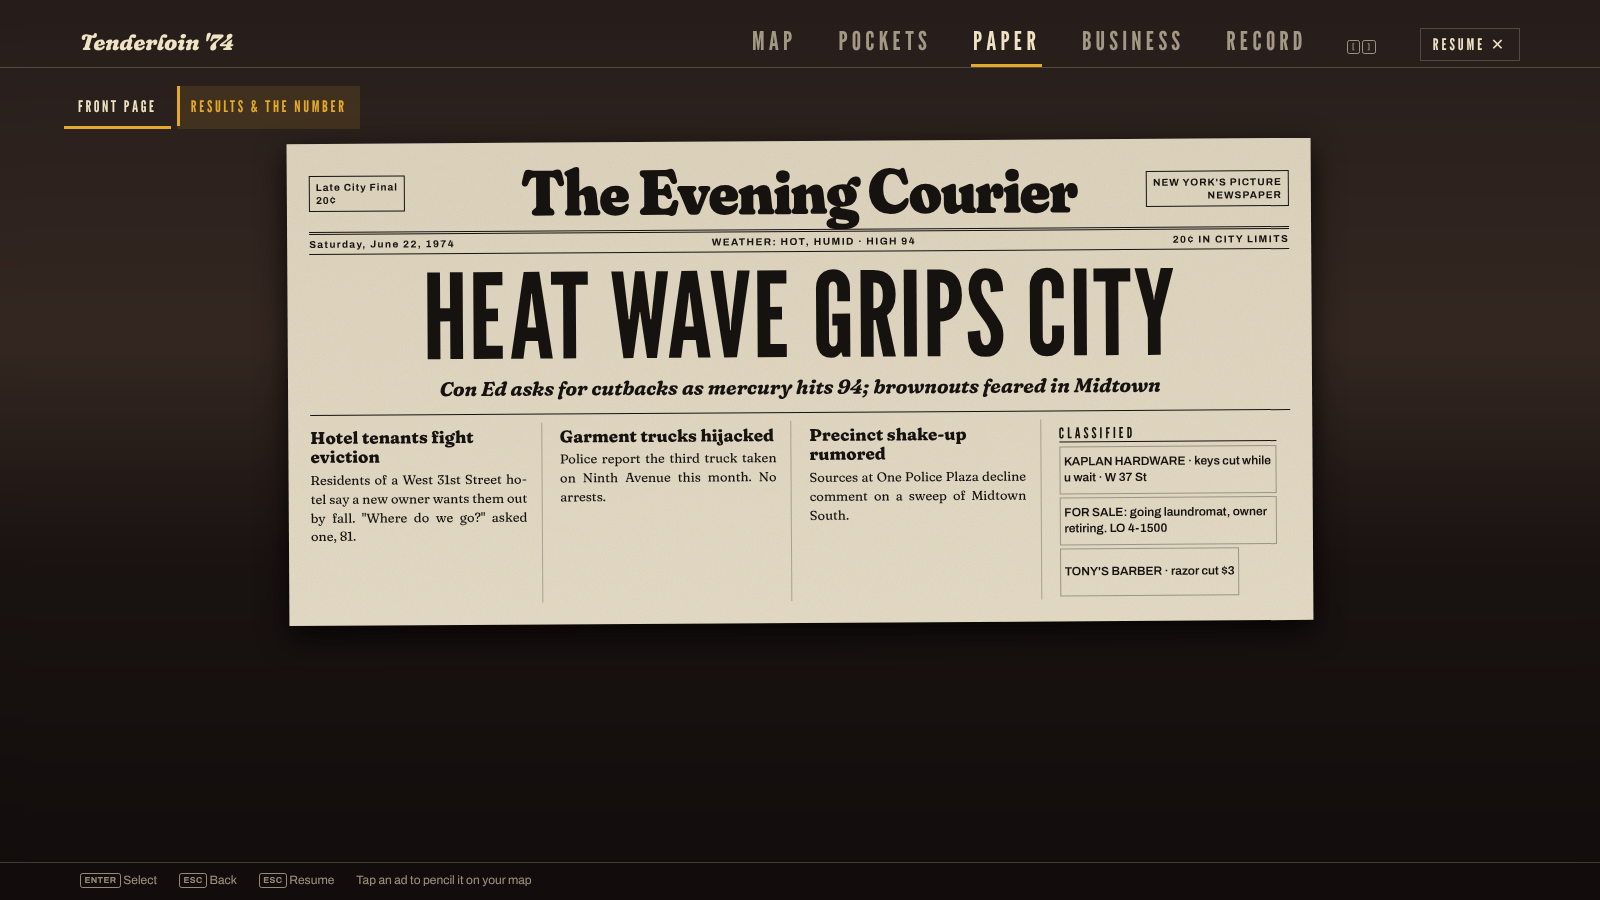 Tenderloin '74
MAP POCKETS PAPER BUSINESS RECORD [ ] RESUME ✕
FRONT PAGE RESULTS & THE NUMBER
Late City Final
20¢
The Evening Courier
NEW YORK'S PICTURE
NEWSPAPER
Saturday, June 22, 1974 WEATHER: HOT, HUMID · HIGH 94 20¢ IN CITY LIMITS
HEAT WAVE GRIPS CITY
Con Ed asks for cutbacks as mercury hits 94; brownouts feared in Midtown
Hotel tenants fight
eviction
Residents of a West 31st Street ho-
tel say a new owner wants them out
by fall. "Where do we go?" asked
one, 81.
Garment trucks hijacked
Police report the third truck taken
on Ninth Avenue this month. No
arrests.
Precinct shake-up
rumored
Sources at One Police Plaza decline
comment on a sweep of Midtown
South.
CLASSIFIED
KAPLAN HARDWARE · keys cut while
u wait · W 37 St
FOR SALE: going laundromat, owner
retiring. LO 4-1500
TONY'S BARBER · razor cut $3
ENTER Select ESC Back ESC Resume Tap an ad to pencil it on your map